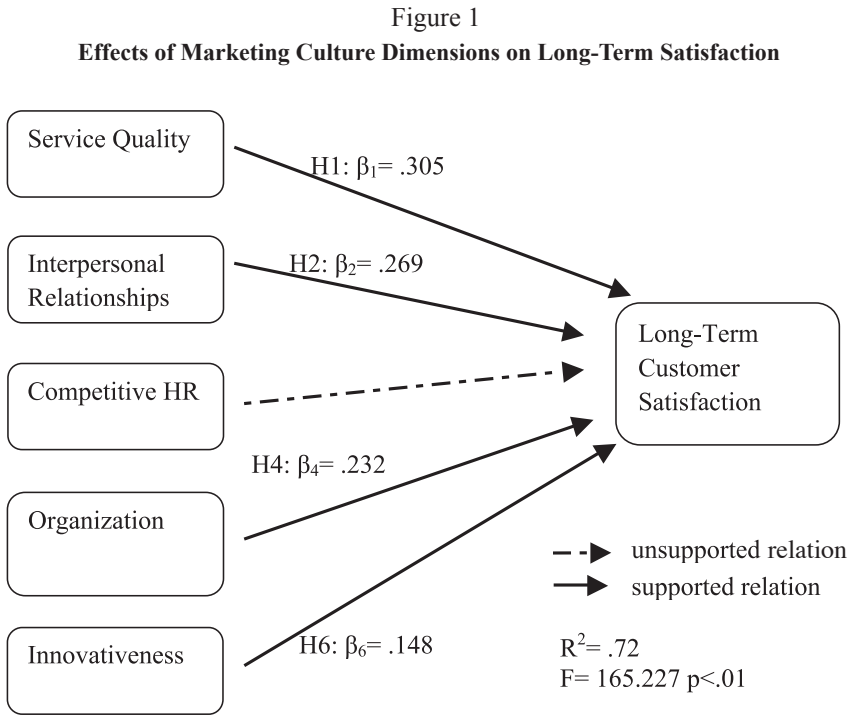 Figure 1
Effects of Marketing Culture Dimensions on Long-Term Satisfaction
Service Quality
H1: β₁= .305
Interpersonal
Relationships
H2: β₂= .269
Long-Term
Customer
Satisfaction
Competitive HR
H4: β₄= .232
Organization
unsupported relation
supported relation
Innovativeness
H6: β₆= .148
R²= .72
F= 165.227 p<.01